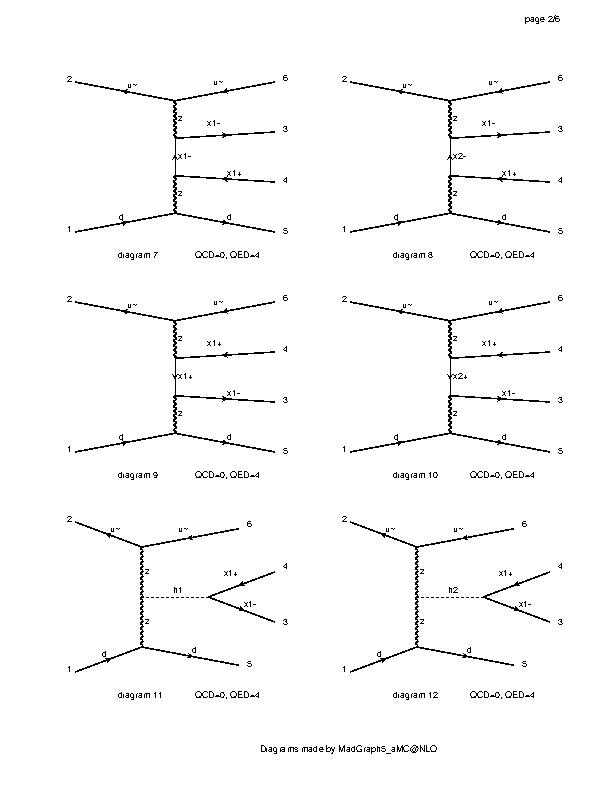 page 2/6
2 u~ u~ 6
z
x1- 3
x1-
x1+ 4
z
1 d d 5
diagram 7 QCD=0, QED=4
2 u~ u~ 6
z
x1- 3
x2-
x1+ 4
z
1 d d 5
diagram 8 QCD=0, QED=4
2 u~ u~ 6
z
x1+ 4
x1+
x1- 3
z
1 d d 5
diagram 9 QCD=0, QED=4
2 u~ u~ 6
z
x1+ 4
x2+
x1- 3
z
1 d d 5
diagram 10 QCD=0, QED=4
2 u~ u~ 6
z
x1+ 4
h1
x1- 3
z
1 d d 5
diagram 11 QCD=0, QED=4
2 u~ u~ 6
z
x1+ 4
h2
x1- 3
z
1 d d 5
diagram 12 QCD=0, QED=4
Diagrams made by MadGraph5_aMC@NLO